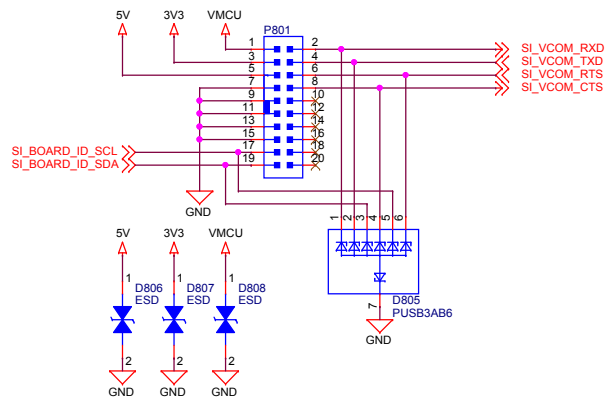 5V 3V3 VMCU P801
1 2 SI_VCOM_RXD
3 4 SI_VCOM_TXD
5 6 SI_VCOM_RTS
7 8 SI_VCOM_CTS
9 10
11 12
13 14
15 16
SI_BOARD_ID_SCL 17 18
SI_BOARD_ID_SDA 19 20
GND
1 2 3 4 5 6
5V 3V3 VMCU
1 D806 ESD
1 D807 ESD
1 D808 ESD
7 D805
PUSB3AB6
GND
2 2 2
GND GND GND